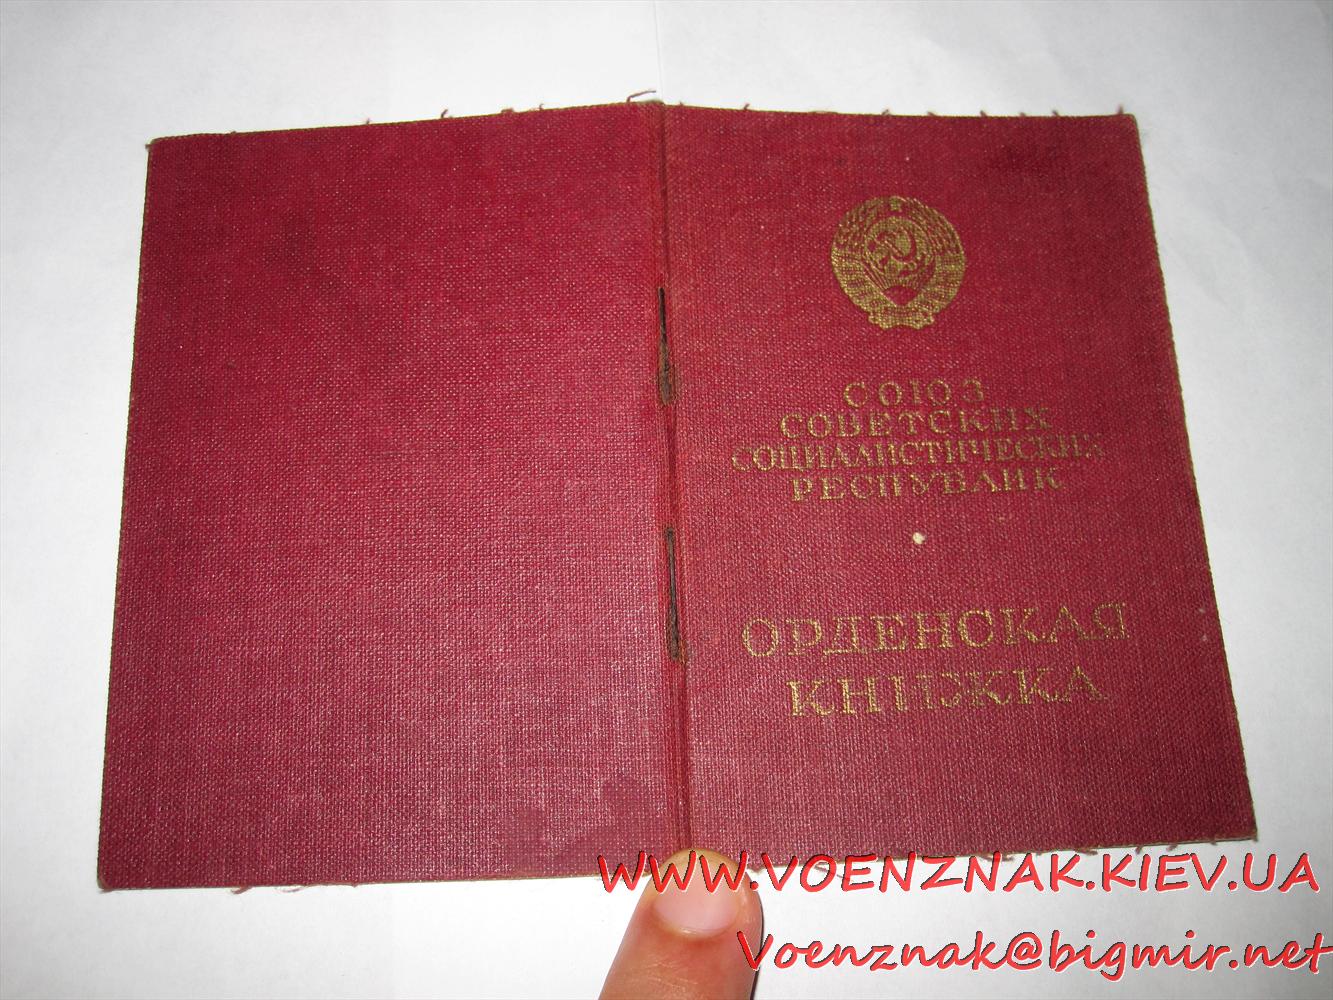 СОЮЗ
СОВЕТСКИХ
СОЦИАЛИСТИЧЕСКИХ
РЕСПУБЛИК
ОРДЕНСКАЯ
КНИЖКА
WWW.VOENZNAK.KIEV.UA
Voenznak@bigmir.net